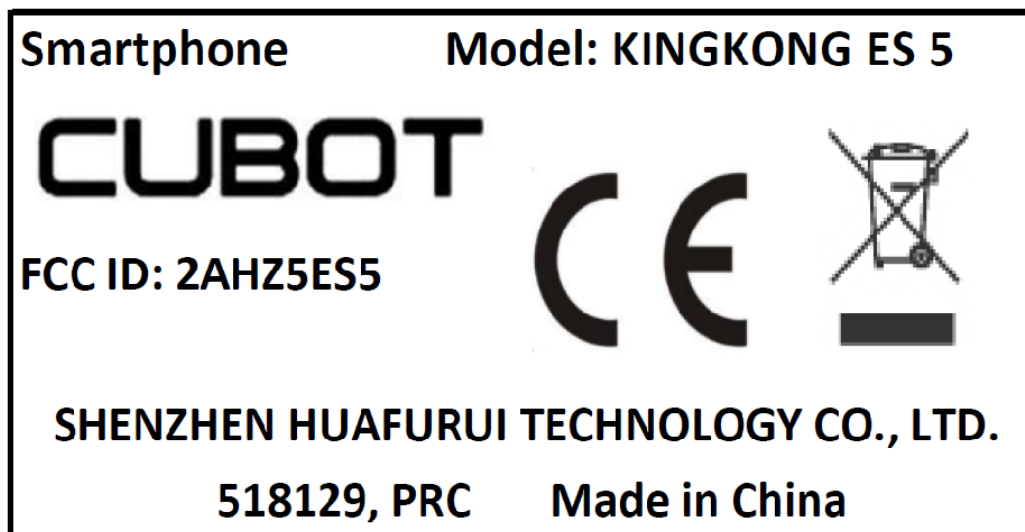 Smartphone Model: KINGKONG ES 5
CUBOT
CE
FCC ID: 2AHZ5ES5
SHENZHEN HUAFURUI TECHNOLOGY CO., LTD.
518129, PRC Made in China